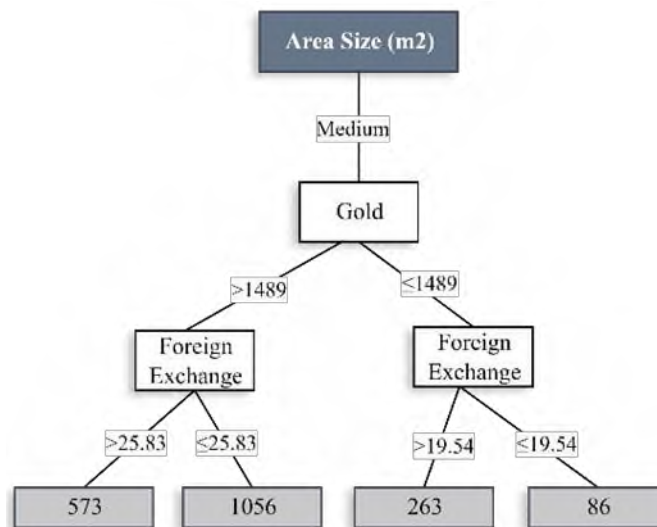 Area Size (m2)
Medium
Gold
>1489
≤1489
Foreign
Exchange
Foreign
Exchange
>25.83
≤25.83
>19.54
≤19.54
573
1056
263
86